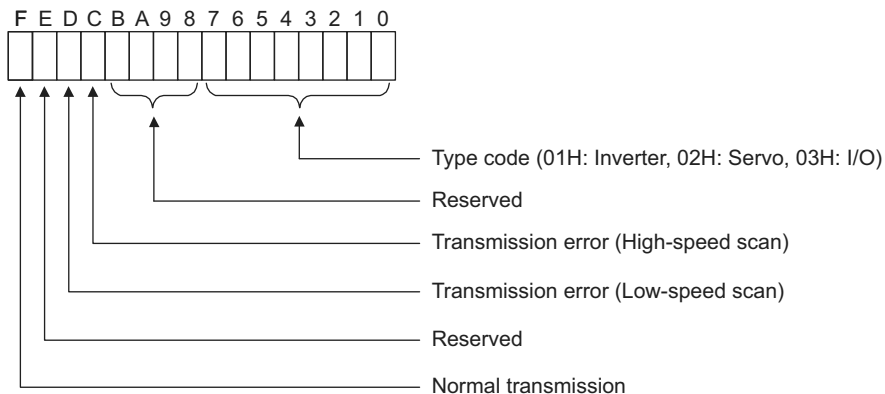 F E D C B A 9 8 7 6 5 4 3 2 1 0
Type code (01H: Inverter, 02H: Servo, 03H: I/O)
Reserved
Transmission error (High-speed scan)
Transmission error (Low-speed scan)
Reserved
Normal transmission